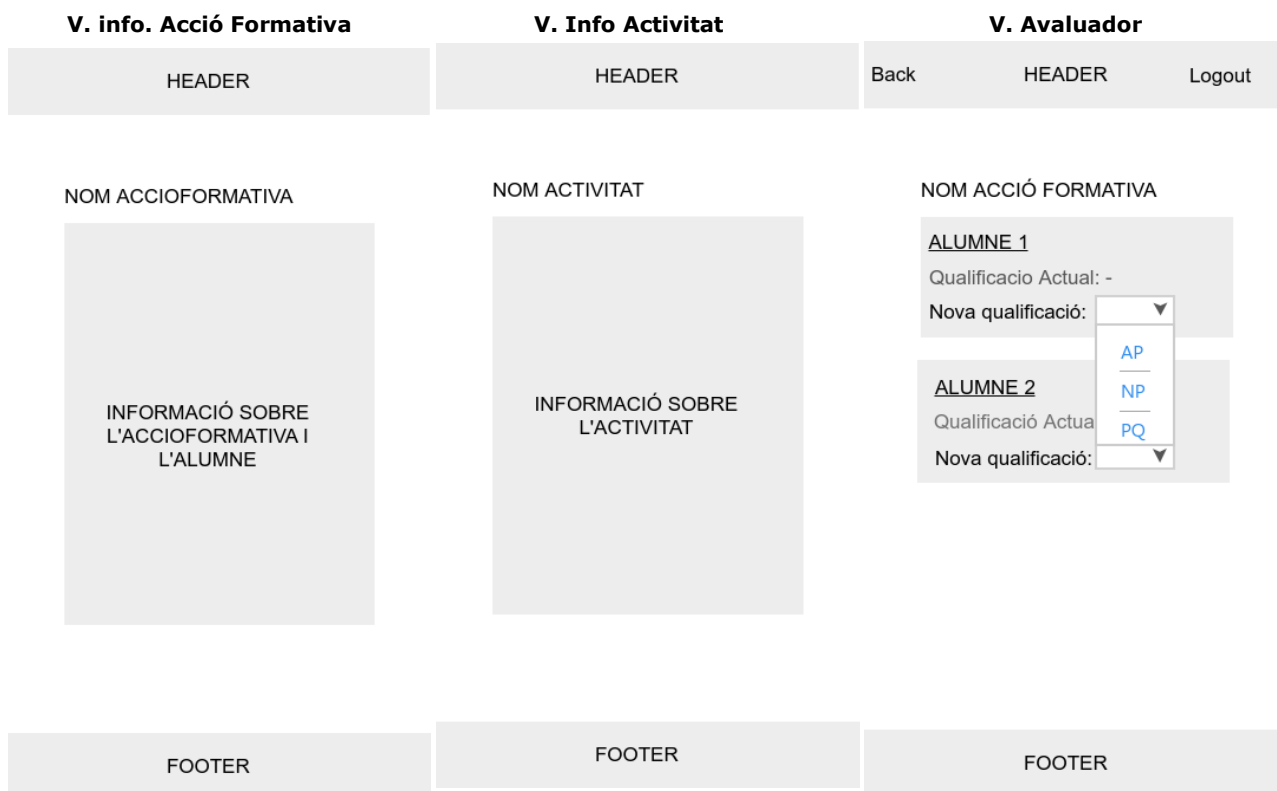 V. info. Acció Formativa
HEADER
NOM ACCIOFORMATIVA
INFORMACIÓ SOBRE
L'ACCIOFORMATIVA I
L'ALUMNE
FOOTER
V. Info Activitat
HEADER
NOM ACTIVITAT
INFORMACIÓ SOBRE
L'ACTIVITAT
FOOTER
V. Avaluador
Back HEADER Logout
NOM ACCIÓ FORMATIVA
ALUMNE 1
Qualificacio Actual: -
Nova qualificació:
AP
NP
PQ
ALUMNE 2
Qualificació Actua
Nova qualificació:
FOOTER